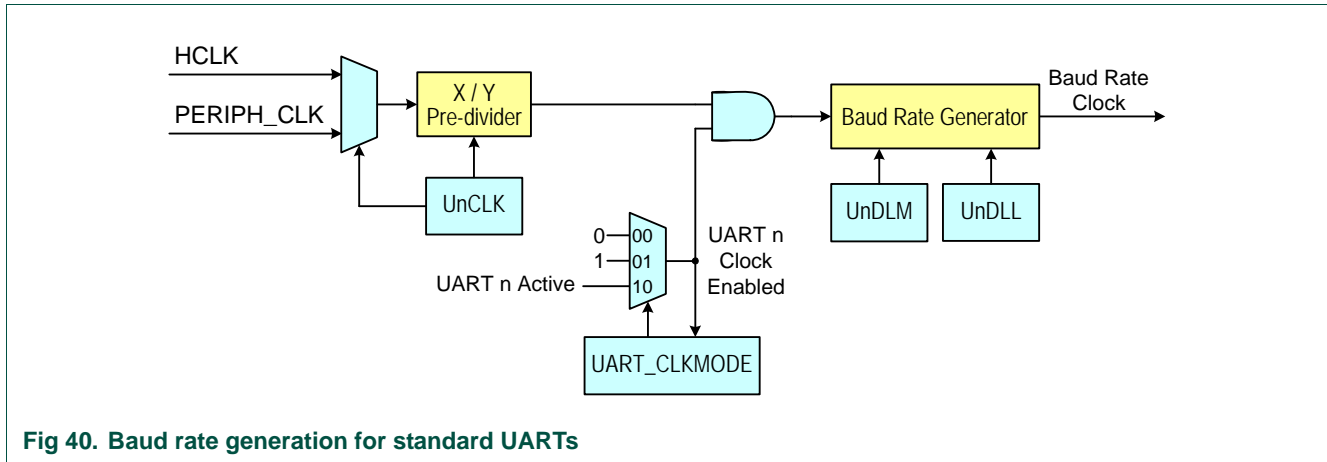 HCLK
PERIPH_CLK
X / Y
Pre-divider
UnCLK
Baud Rate Generator
Baud Rate
Clock
UnDLM
UnDLL
0
00
1
01
UART n Active
10
UART n
Clock
Enabled
UART_CLKMODE
Fig 40. Baud rate generation for standard UARTs